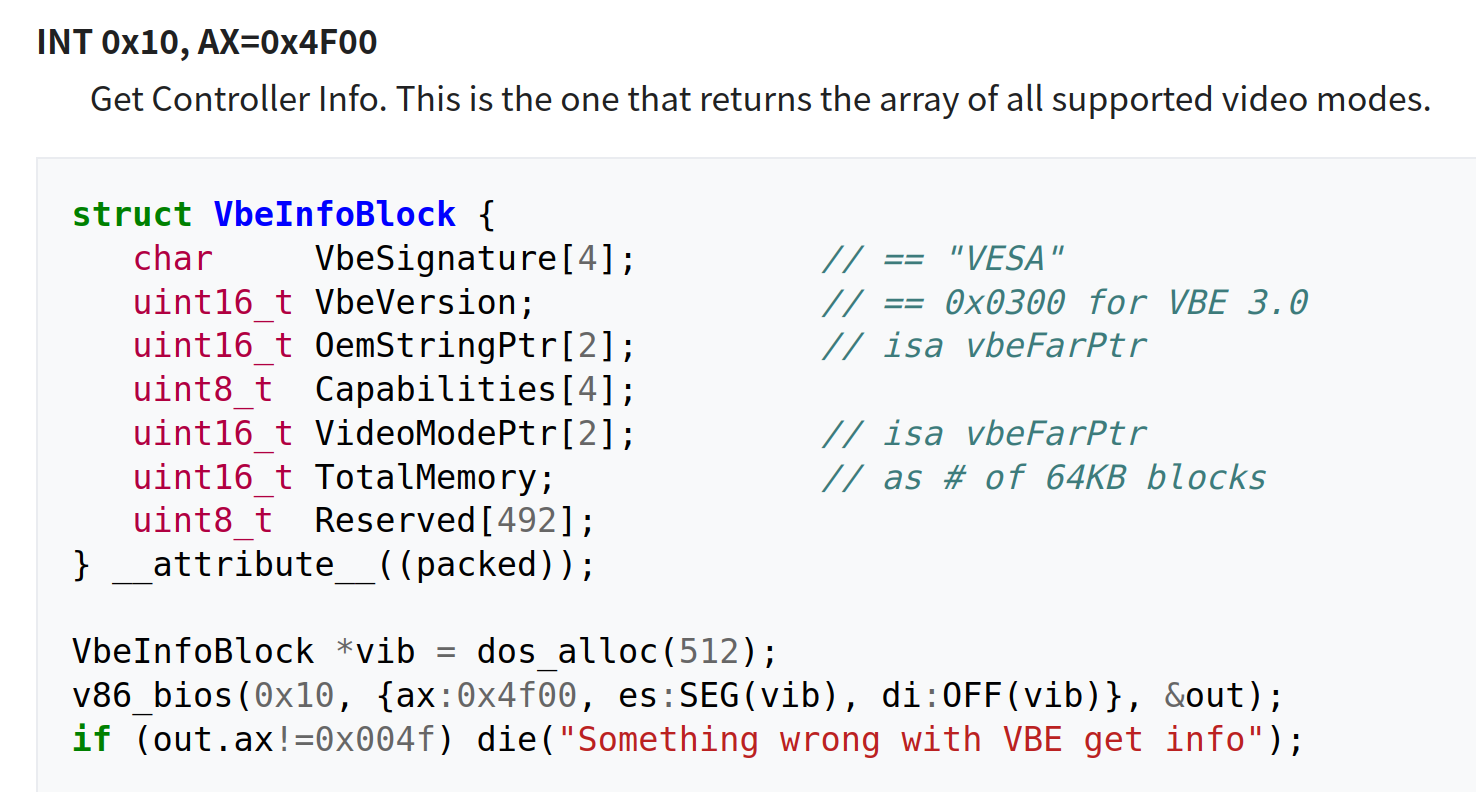 INT 0x10, AX=0x4F00
Get Controller Info. This is the one that returns the array of all supported video modes.
struct VbeInfoBlock {
   char     VbeSignature[4];         // == "VESA"
   uint16_t VbeVersion;              // == 0x0300 for VBE 3.0
   uint16_t OemStringPtr[2];         // isa vbeFarPtr
   uint8_t  Capabilities[4];
   uint16_t VideoModePtr[2];         // isa vbeFarPtr
   uint16_t TotalMemory;             // as # of 64KB blocks
   uint8_t  Reserved[492];
} __attribute__((packed));

VbeInfoBlock *vib = dos_alloc(512);
v86_bios(0x10, {ax:0x4f00, es:SEG(vib), di:OFF(vib)}, &out);
if (out.ax!=0x004f) die("Something wrong with VBE get info");